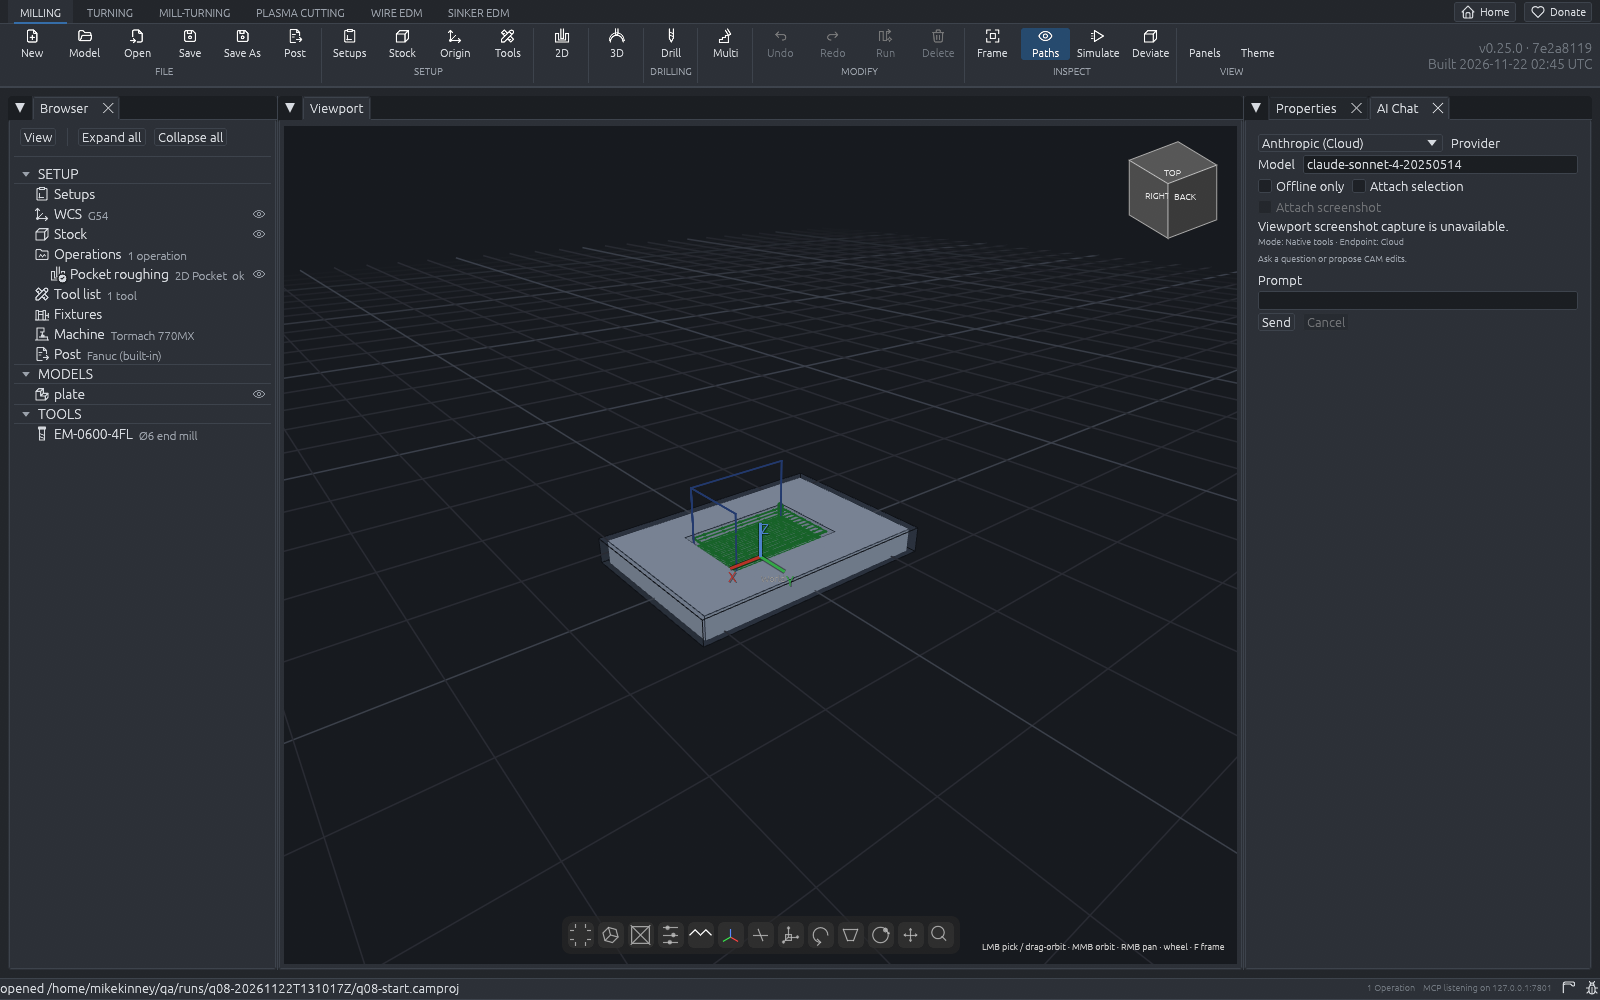 MILLING TURNING MILL-TURNING PLASMA CUTTING WIRE EDM SINKER EDM Home Donate
New Model Open Save Save As Post Setups Stock Origin Tools 2D 3D Drill Multi Undo Redo Run Delete Frame Paths Simulate Deviate Panels Theme
v0.25.0 · 7e2a8119
Built 2026-11-22 02:45 UTC
FILE SETUP DRILLING MODIFY INSPECT VIEW
Browser
View Expand all Collapse all
SETUP
Setups
WCS G54
Stock
Operations 1 operation
Pocket roughing 2D Pocket ok
Tool list 1 tool
Fixtures
Machine Tormach 770MX
Post Fanuc (built-in)
MODELS
plate
TOOLS
EM-0600-4FL Ø6 end mill
Viewport
TOP
RIGHT BACK
Z
X
Y
LMB pick / drag-orbit · MMB orbit · RMB pan · wheel · F frame
Properties AI Chat
Anthropic (Cloud) Provider
Model claude-sonnet-4-20250514
Offline only Attach selection
Attach screenshot
Viewport screenshot capture is unavailable.
Mode: Native tools · Endpoint: Cloud
Ask a question or propose CAM edits.
Prompt
Send Cancel
opened /home/mikekinney/qa/runs/q08-20261122T131017Z/q08-start.camproj
1 Operation MCP listening on 127.0.0.1:7801